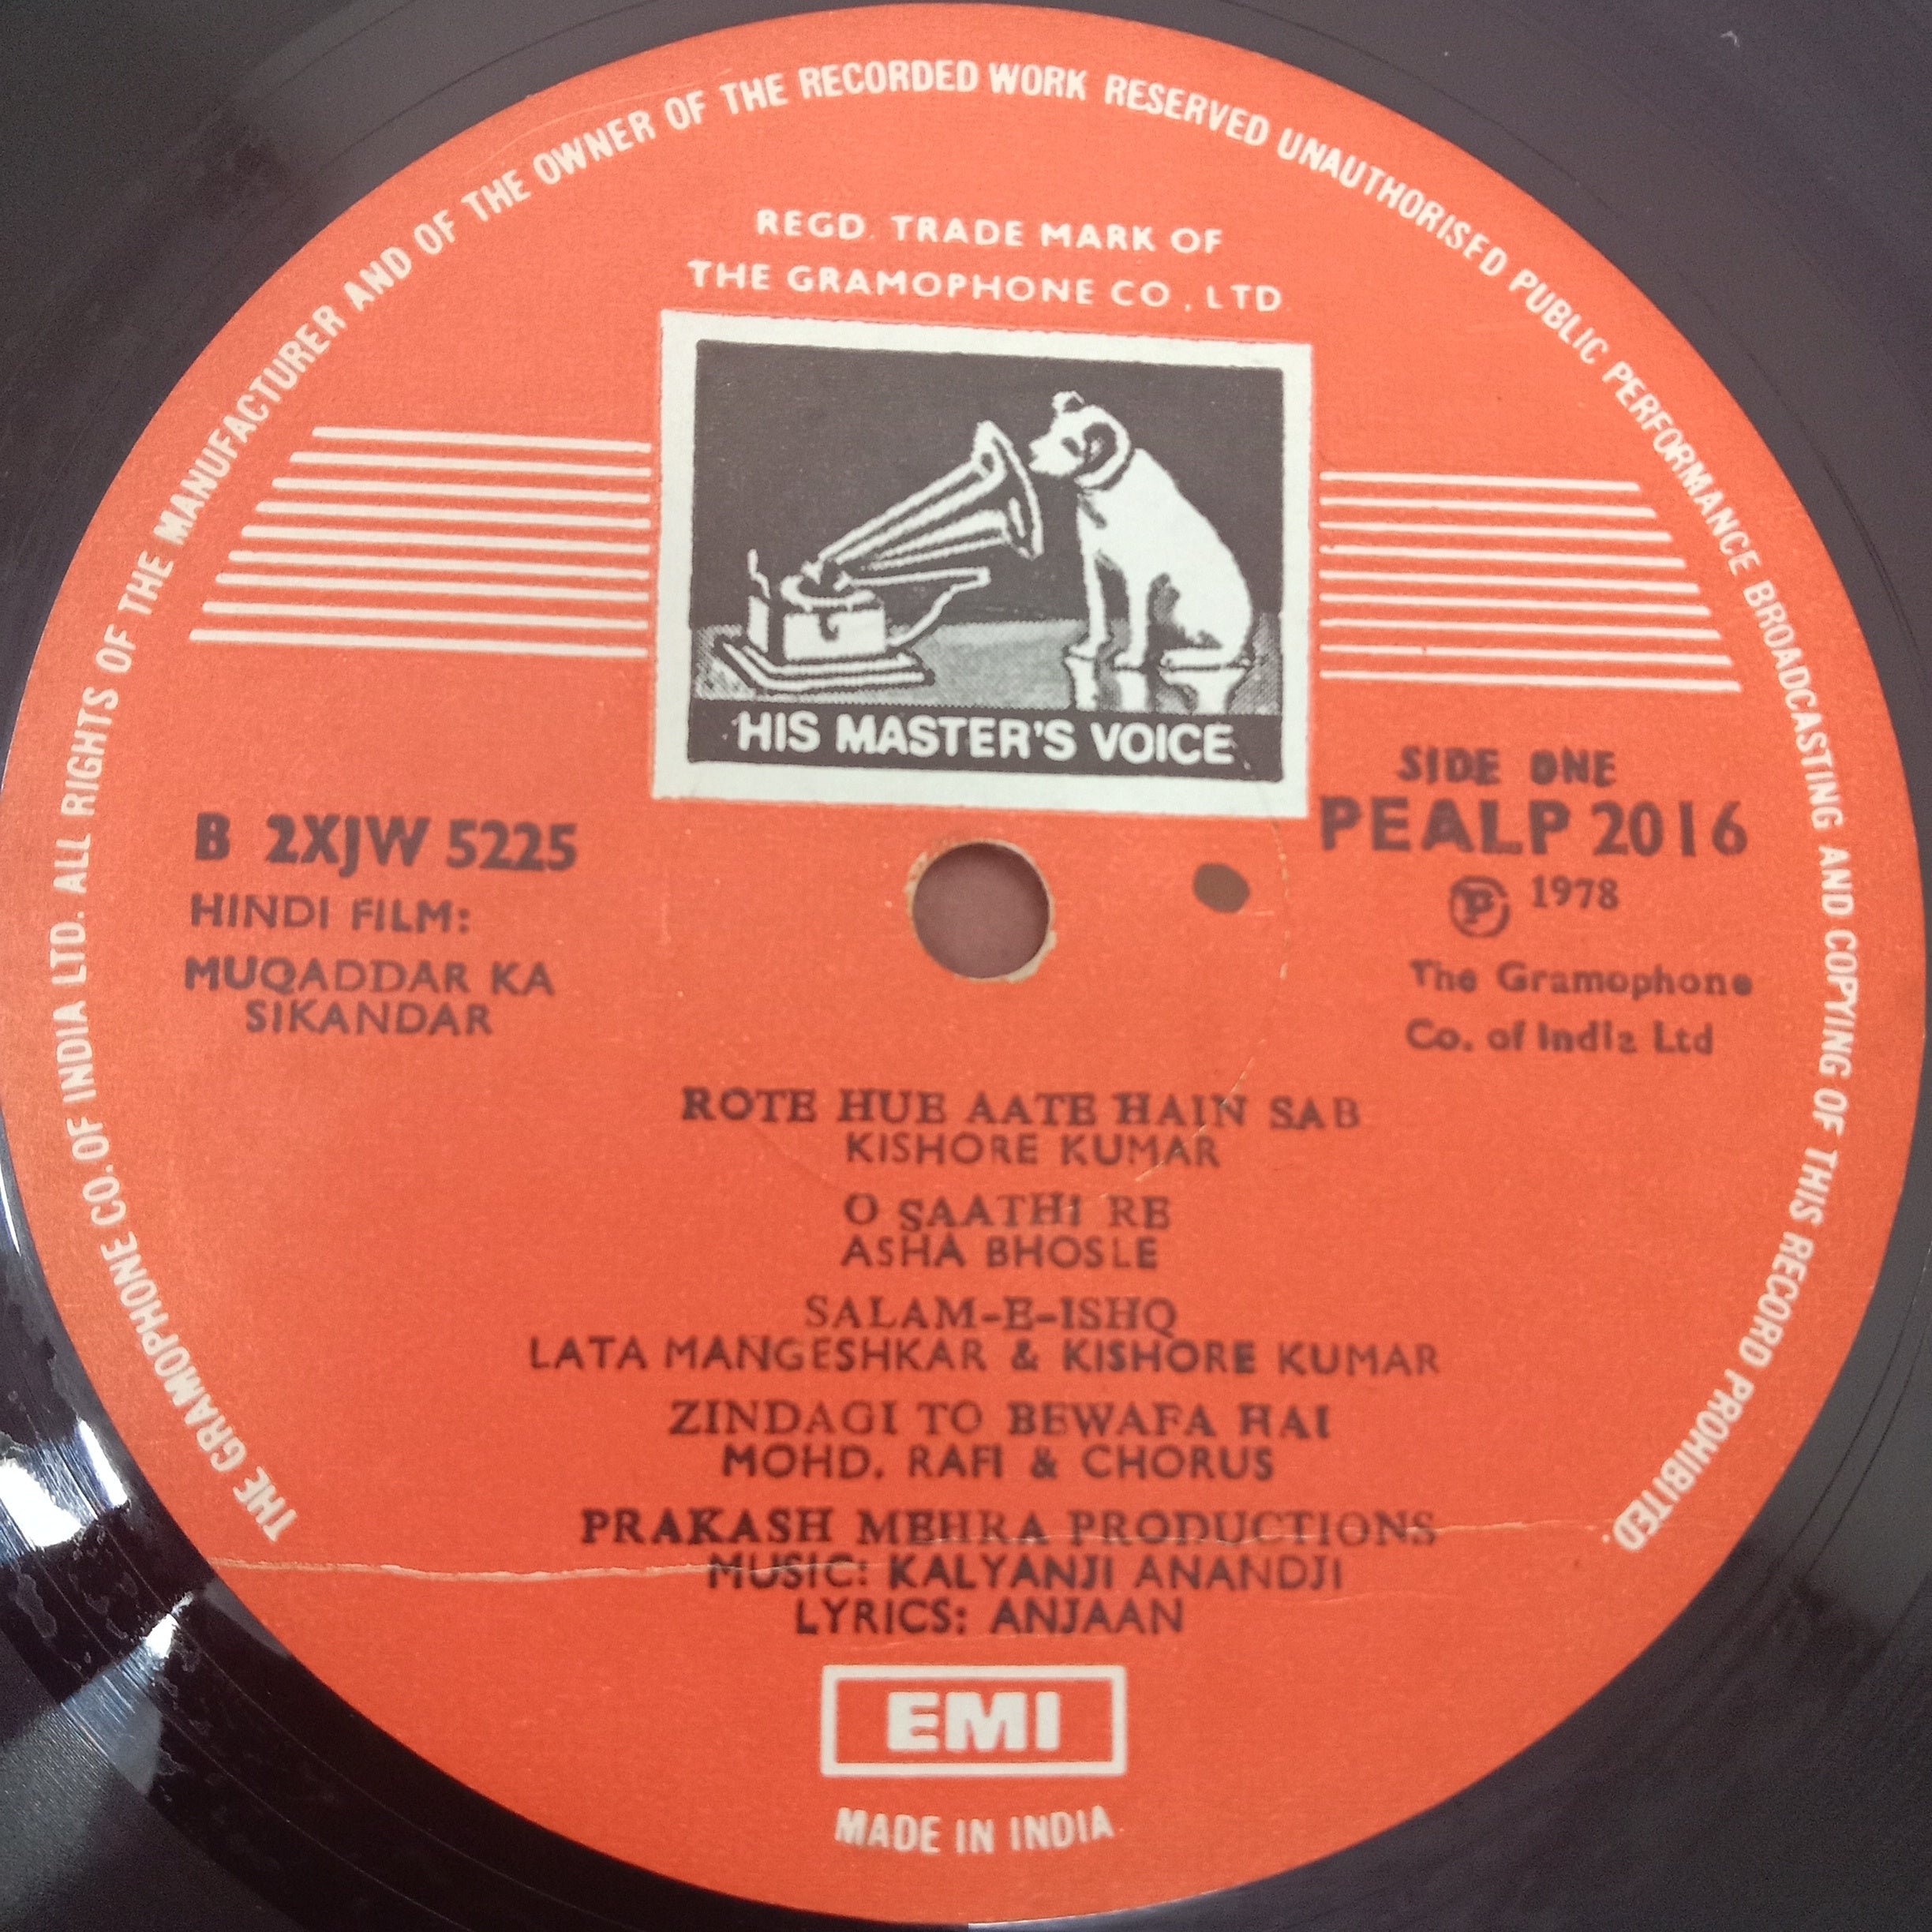 THE GRAMOPHONE CO. OF INDIA LTD. ALL RIGHTS OF THE MANUFACTURER AND OF THE OWNER OF THE RECORDED WORK RESERVED UNAUTHORISED PUBLIC PERFORMANCE BROADCASTING AND COPYING OF THIS RECORD PROHIBITED.
REGD. TRADE MARK OF
THE GRAMOPHONE CO., LTD
HIS MASTER'S VOICE
SIDE ONE
B 2XJW 5225
PEALP 2016
HINDI FILM:
Ⓟ 1978
MUQADDAR KA
SIKANDAR
The Gramophone
Co. of India Ltd
ROTE HUE AATE HAIN SAB
KISHORE KUMAR
O SAATHI RE
ASHA BHOSLE
SALAM-E-ISHQ
LATA MANGESHKAR & KISHORE KUMAR
ZINDAGI TO BEWAFA HAI
MOHD. RAFI & CHORUS
PRAKASH MEHRA PRODUCTIONS
MUSIC: KALYANJI ANANDJI
LYRICS: ANJAAN
EMI
MADE IN INDIA